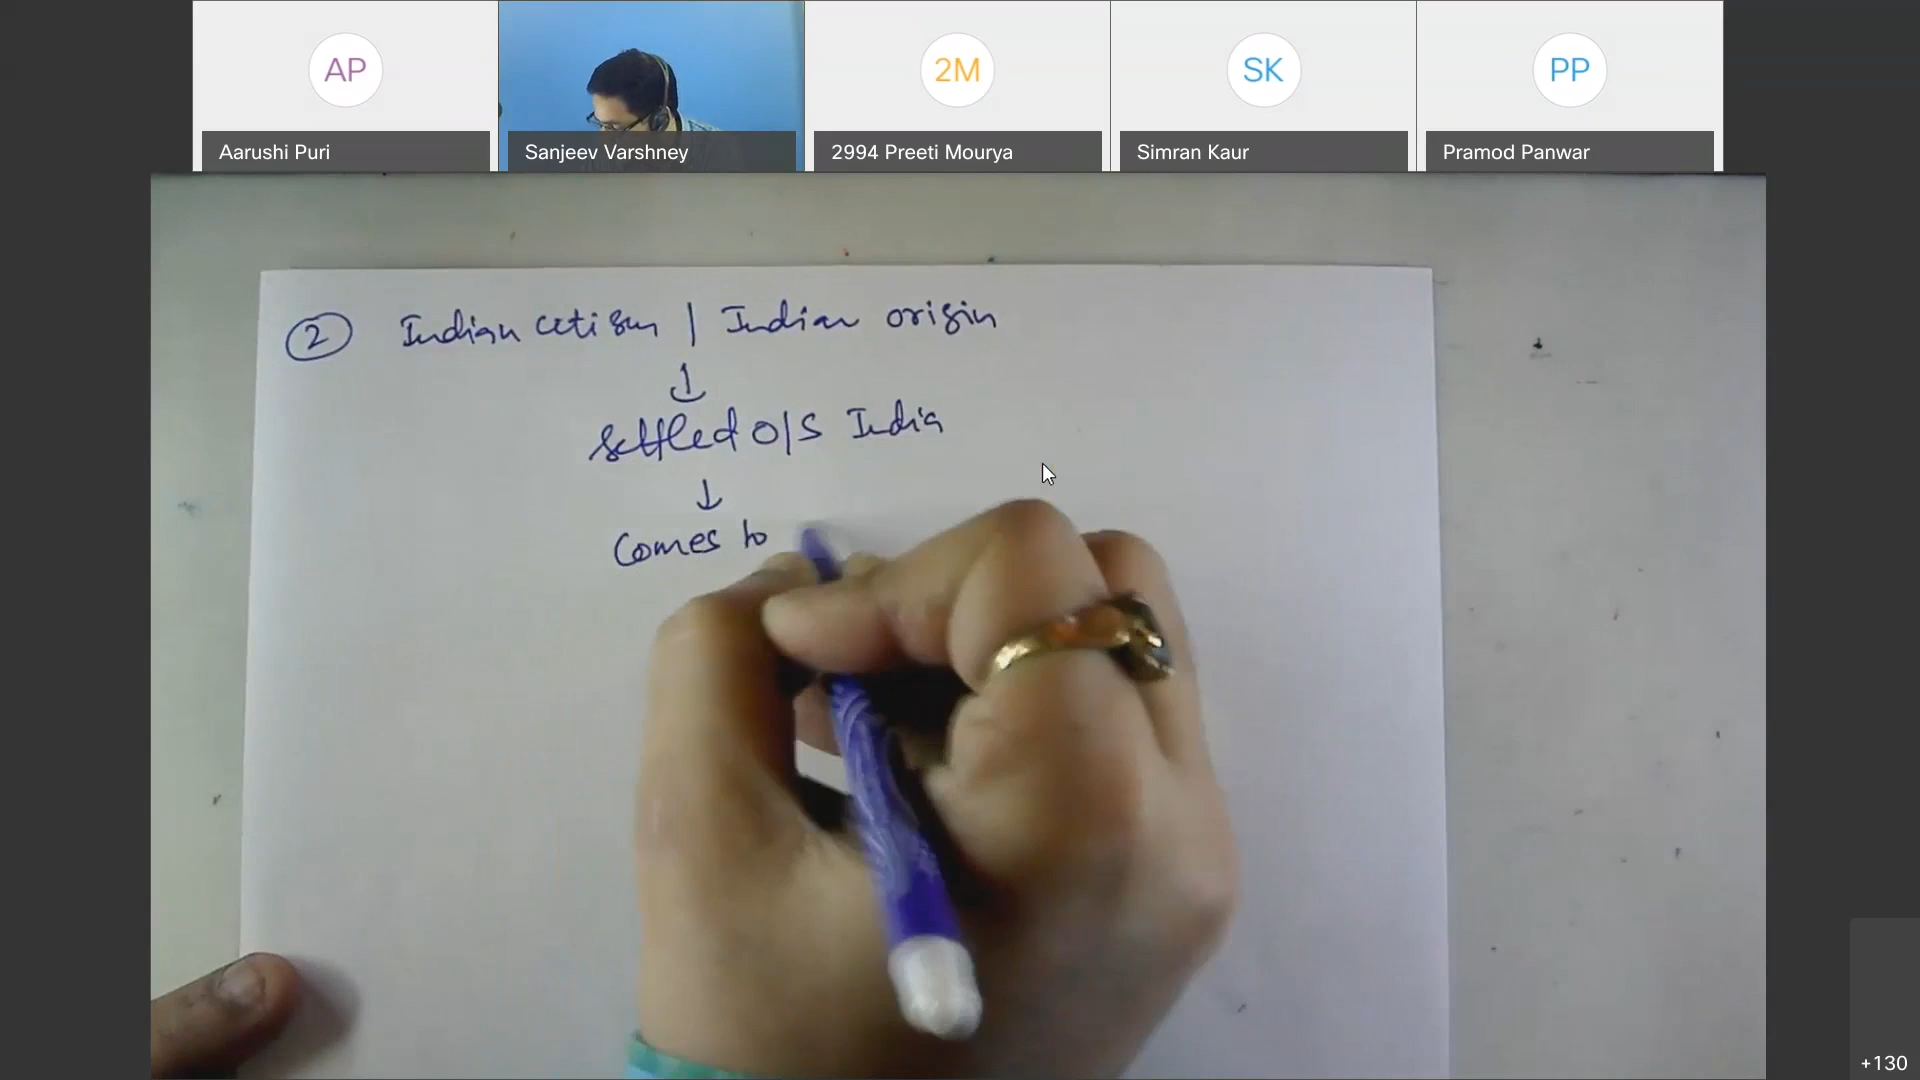 AP
2M
SK
PP
Aarushi Puri
Sanjeev Varshney
2994 Preeti Mourya
Simran Kaur
Pramod Panwar
2 Indian citizen | Indian origin
↓
settled O/S India
↓
Comes to
+130